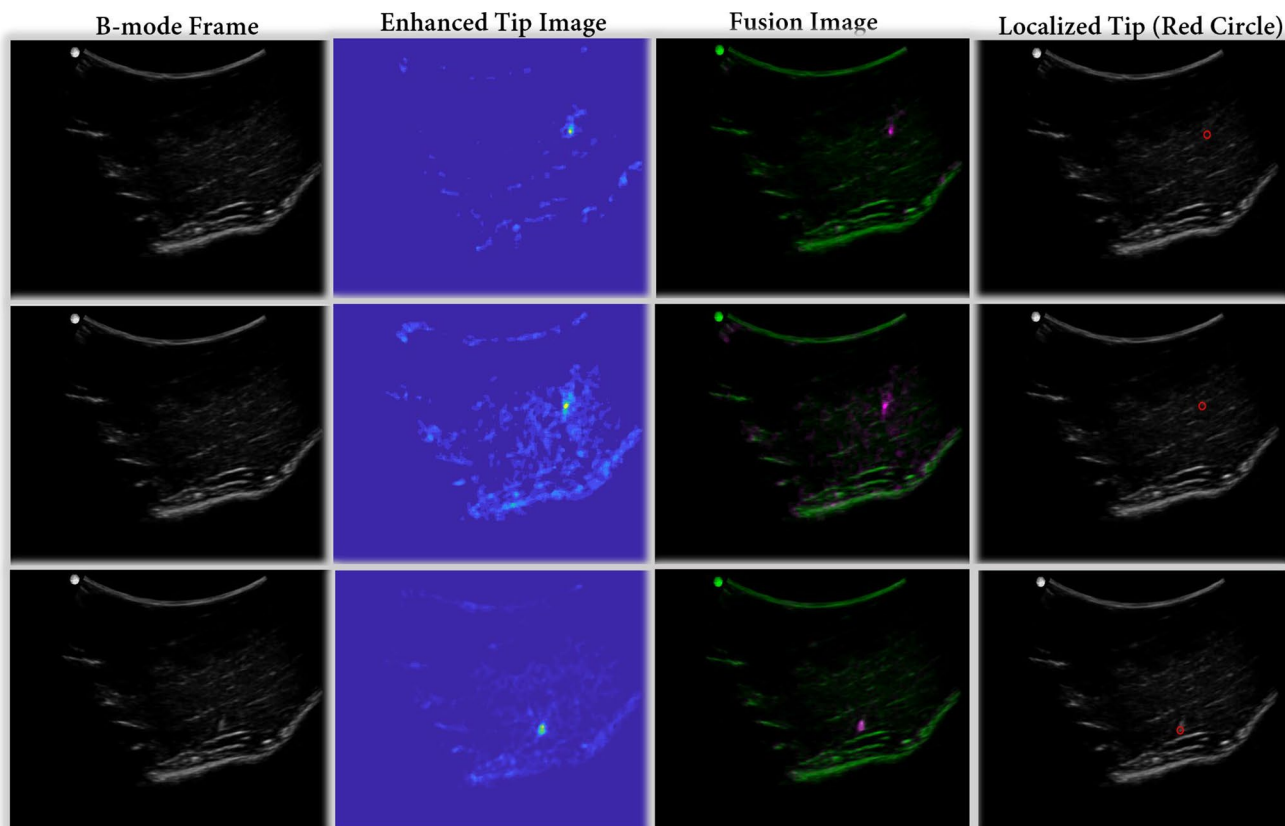 B-mode Frame
Enhanced Tip Image
Fusion Image
Localized Tip (Red Circle)